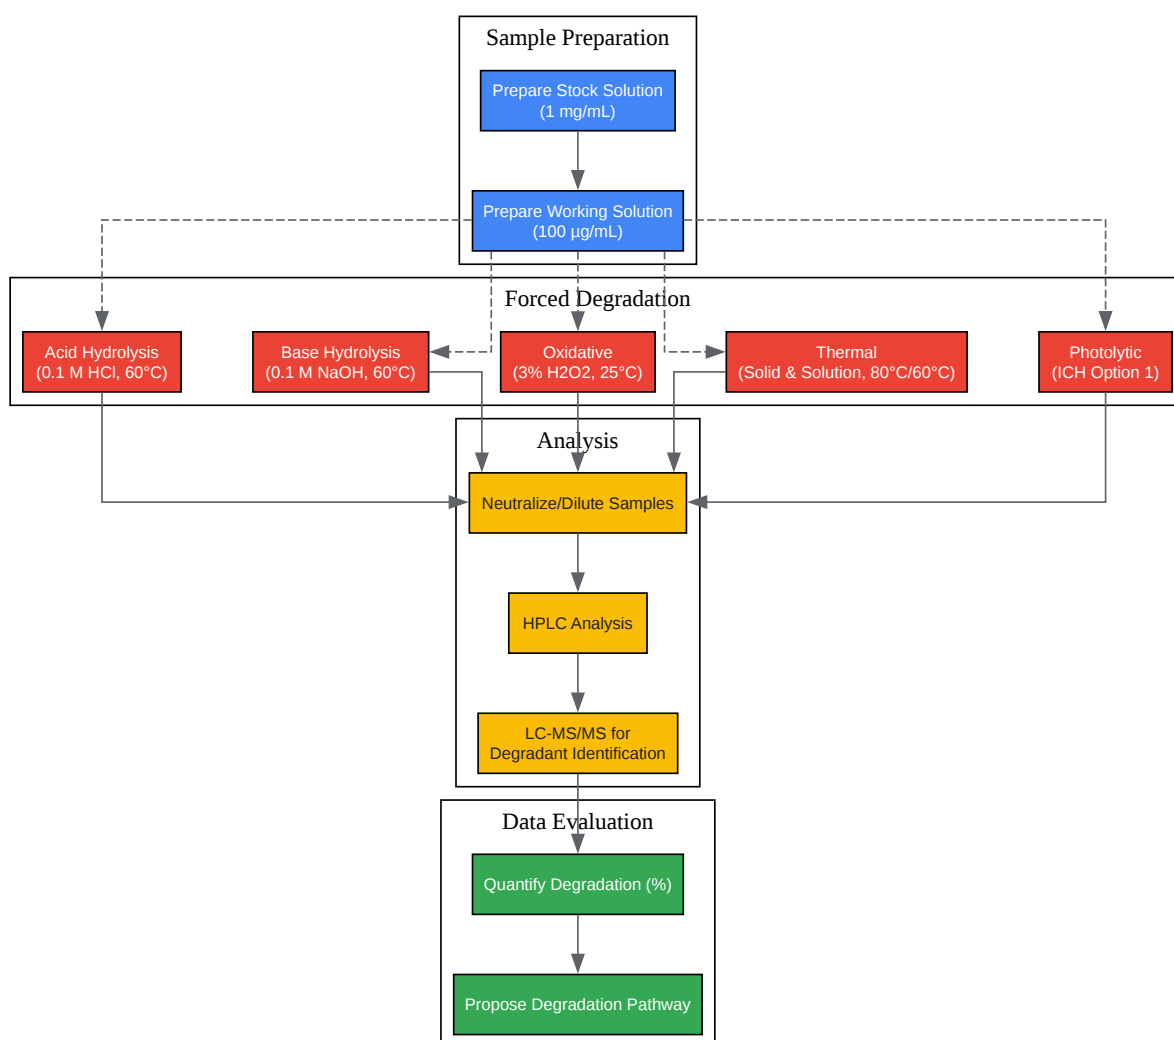 Sample Preparation
Prepare Stock Solution
(1 mg/mL)
Prepare Working Solution
(100 µg/mL)
Forced Degradation
Acid Hydrolysis
(0.1 M HCl, 60°C)
Base Hydrolysis
(0.1 M NaOH, 60°C)
Oxidative
(3% H2O2, 25°C)
Thermal
(Solid & Solution, 80°C/60°C)
Photolytic
(ICH Option 1)
Analysis
Neutralize/Dilute Samples
HPLC Analysis
LC-MS/MS for
Degradant Identification
Data Evaluation
Quantify Degradation (%)
Propose Degradation Pathway